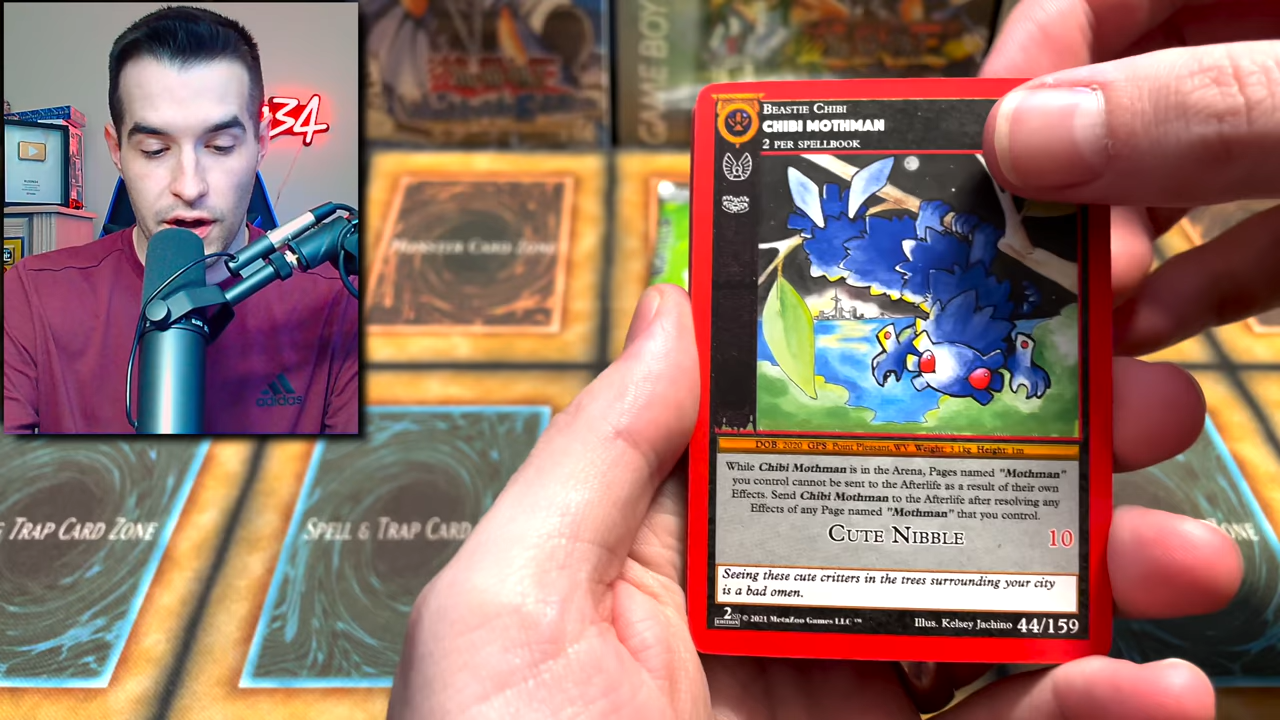 834
adidas
GAME BOY
MONSTER CARD ZONE
TRAP CARD ZONE
SPELL & TRAP CARD
BEASTIE CHIBI
CHIBI MOTHMAN
2 PER SPELLBOOK
DOB: 2020 GPS: Point Pleasant, WV Weight: 3.1kg Height: 1m
While Chibi Mothman is in the Arena, Pages named "Mothman"
you control cannot be sent to the Afterlife as a result of their own
Effects. Send Chibi Mothman to the Afterlife after resolving any
Effects of any Page named "Mothman" that you control.
CUTE NIBBLE 10
Seeing these cute critters in the trees surrounding your city
is a bad omen.
2ND EDITION © 2021 MetaZoo Games LLC ™ Illus. Kelsey Jachino 44/159